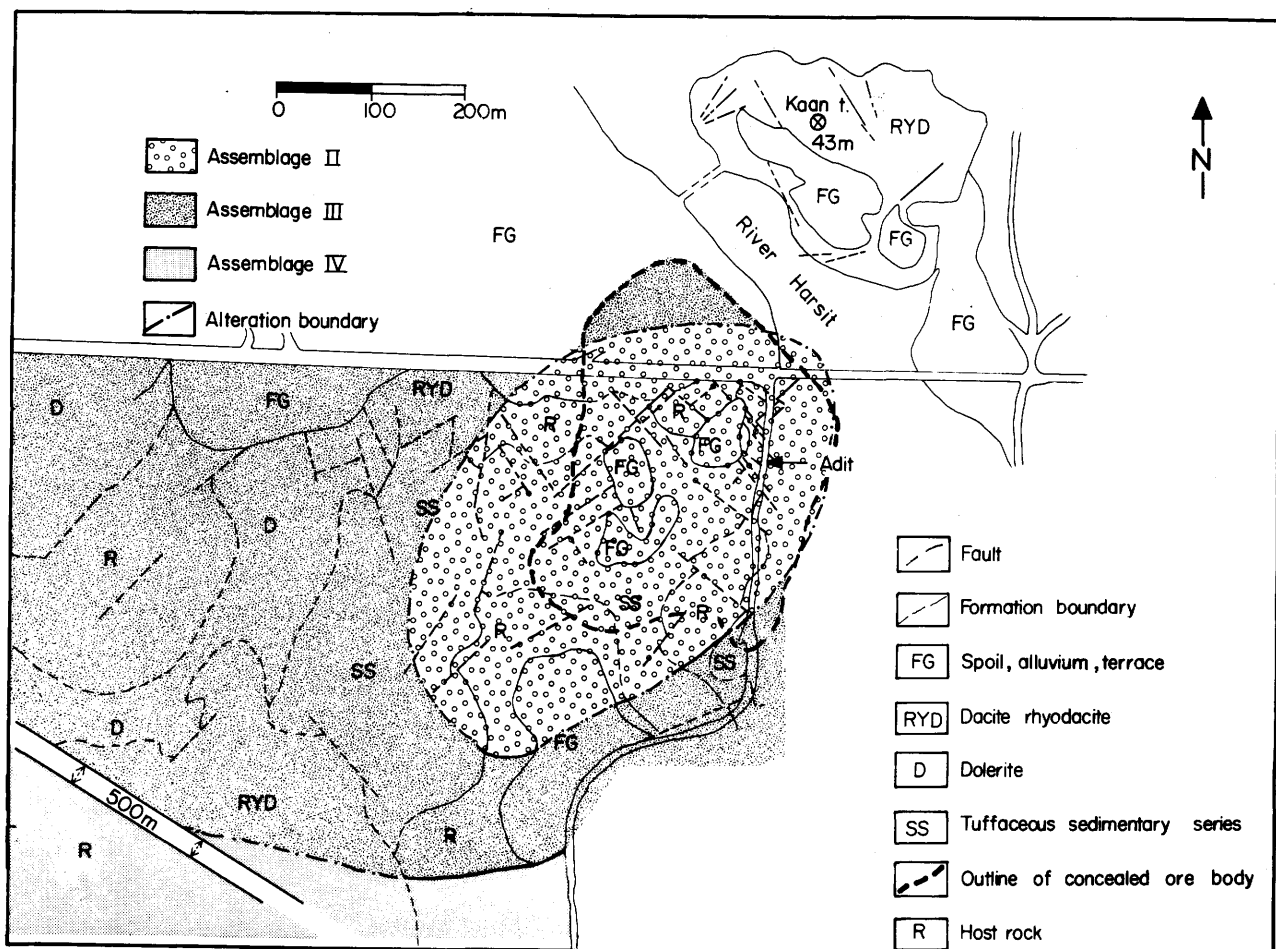 0 100 200m
Assemblage II
Assemblage III
Assemblage IV
Alteration boundary
Kaan t.
43m
RYD
N
FG
FG
FG
FG
River Harsit
D
FG
RYD
R
R
FG
FG
Adit
SS
D
R
FG
SS
R
R
SS
SS
D
FG
RYD
R
500m
R
Fault
Formation boundary
FG Spoil, alluvium, terrace
RYD Dacite rhyodacite
D Dolerite
SS Tuffaceous sedimentary series
Outline of concealed ore body
R Host rock